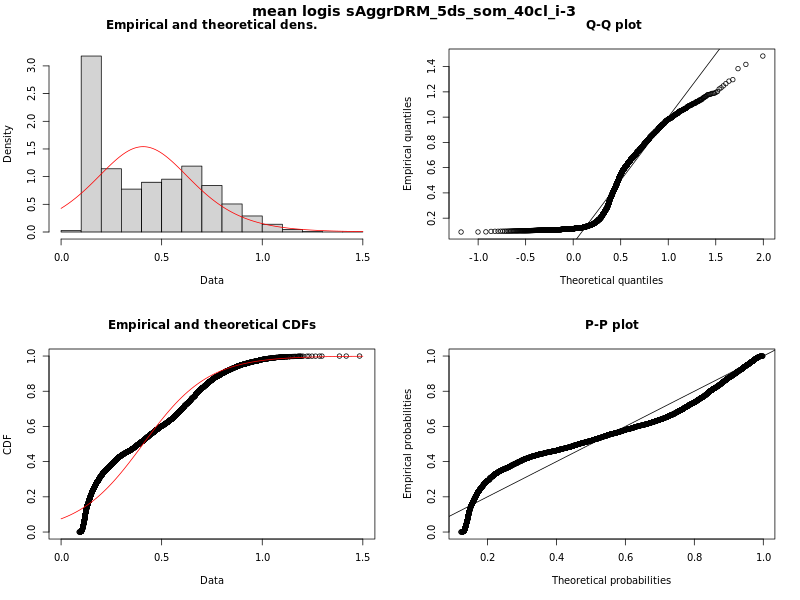 mean logis sAggrDRM_5ds_som_40cl_i-3
Empirical and theoretical dens.
Density
0.0 0.5 1.0 1.5 2.0 2.5 3.0
0.0 0.5 1.0 1.5
Data
Q-Q plot
Empirical quantiles
0.2 0.4 0.6 0.8 1.0 1.2 1.4
-1.0 -0.5 0.0 0.5 1.0 1.5 2.0
Theoretical quantiles
Empirical and theoretical CDFs
CDF
0.0 0.2 0.4 0.6 0.8 1.0
0.0 0.5 1.0 1.5
Data
P-P plot
Empirical probabilities
0.0 0.2 0.4 0.6 0.8 1.0
0.2 0.4 0.6 0.8 1.0
Theoretical probabilities